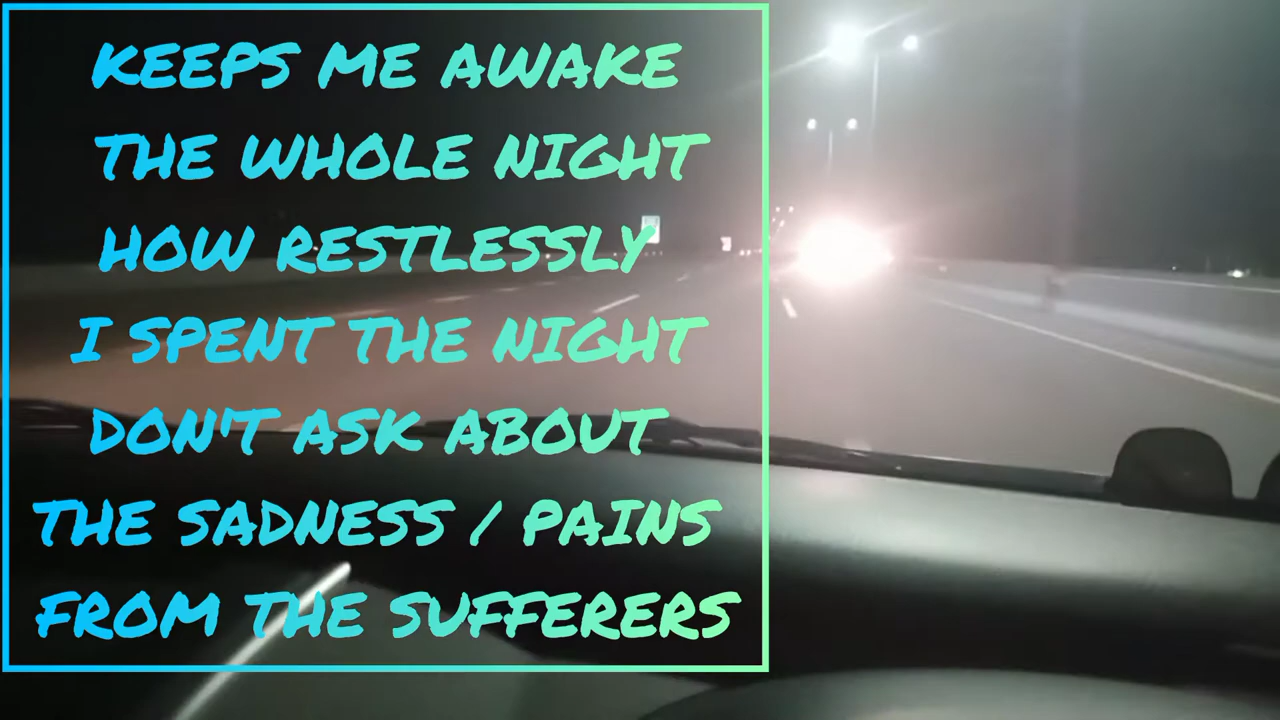 KEEPS ME AWAKE
THE WHOLE NIGHT
HOW RESTLESSLY
I SPENT THE NIGHT
DON'T ASK ABOUT
THE SADNESS / PAINS
FROM THE SUFFERERS